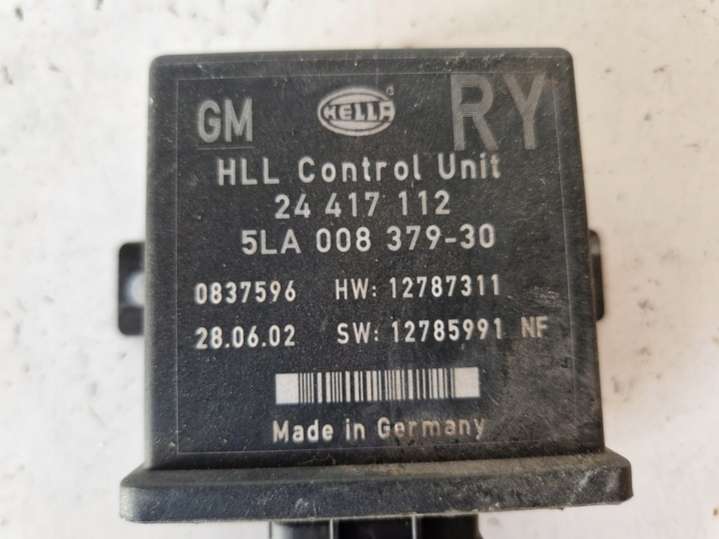 GM HELLA ® RY
HLL Control Unit
24 417 112
5LA 008 379-30
0837596 HW: 12787311
28.06.02 SW: 12785991 NF
Made in Germany